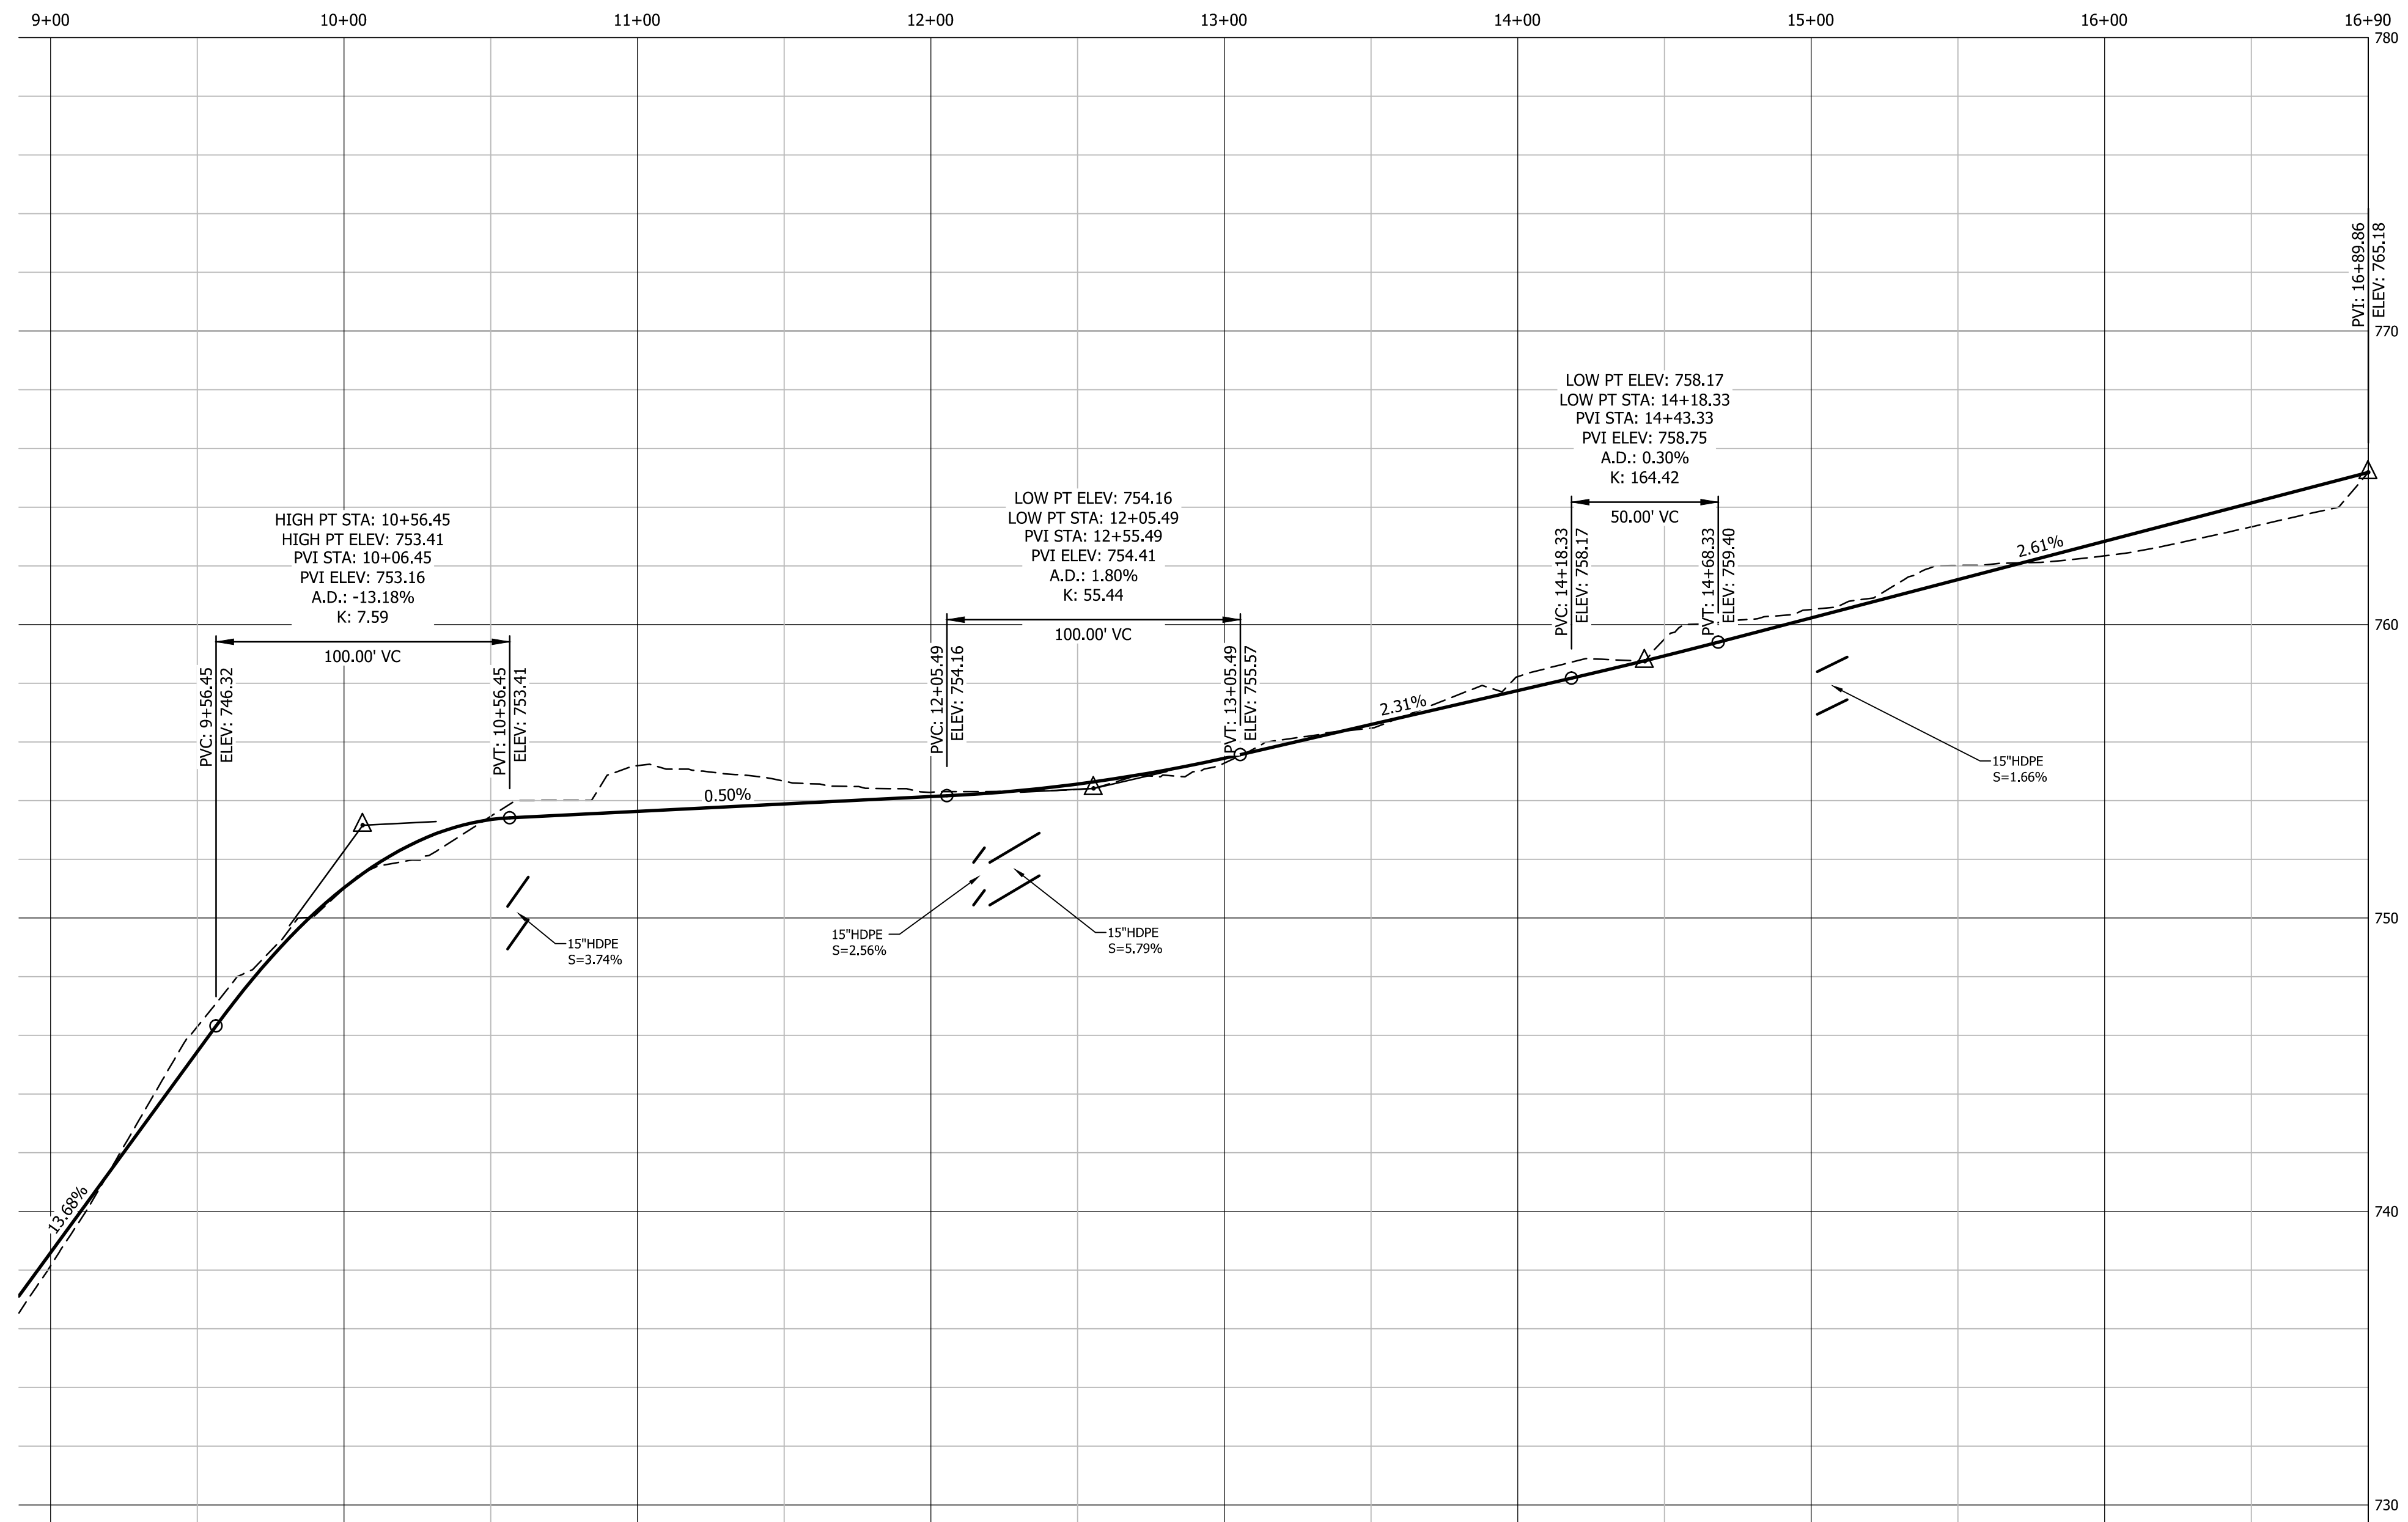 9+00
10+00
11+00
12+00
13+00
14+00
15+00
16+00
16+90
780
PVI: 16+89.86
ELEV: 765.18
770
LOW PT ELEV: 758.17
LOW PT STA: 14+18.33
PVI STA: 14+43.33
PVI ELEV: 758.75
A.D.: 0.30%
K: 164.42
50.00' VC
PVC: 14+18.33
ELEV: 758.17
PVT: 14+68.33
ELEV: 759.40
LOW PT ELEV: 754.16
LOW PT STA: 12+05.49
PVI STA: 12+55.49
PVI ELEV: 754.41
A.D.: 1.80%
K: 55.44
100.00' VC
PVC: 12+05.49
ELEV: 754.16
PVT: 13+05.49
ELEV: 755.57
HIGH PT STA: 10+56.45
HIGH PT ELEV: 753.41
PVI STA: 10+06.45
PVI ELEV: 753.16
A.D.: -13.18%
K: 7.59
100.00' VC
PVC: 9+56.45
ELEV: 746.32
PVT: 10+56.45
ELEV: 753.41
2.61%
760
2.31%
0.50%
15"HDPE
S=1.66%
15"HDPE
S=2.56%
15"HDPE
S=5.79%
15"HDPE
S=3.74%
750
13.68%
740
730